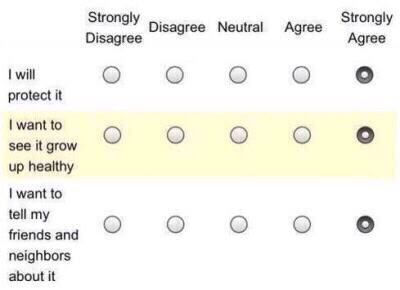 Strongly Disagree Disagree Neutral Agree Strongly Agree
I will
protect it
I want to
see it grow
up healthy
I want to
tell my
friends and
neighbors
about it